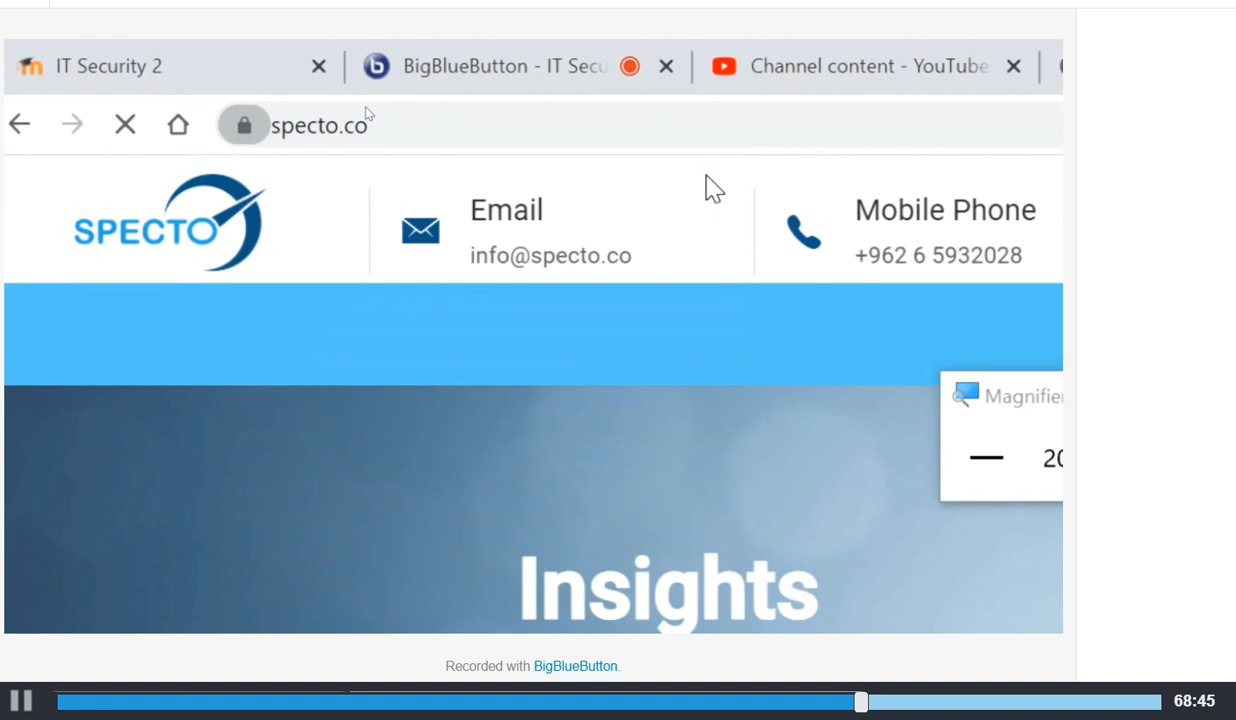 IT Security 2
BigBlueButton - IT Secu
Channel content - YouTube
specto.co
SPECTO
Email
info@specto.co
Mobile Phone
+962 6 5932028
Magnifie
20
Insights
Recorded with BigBlueButton.
68:45